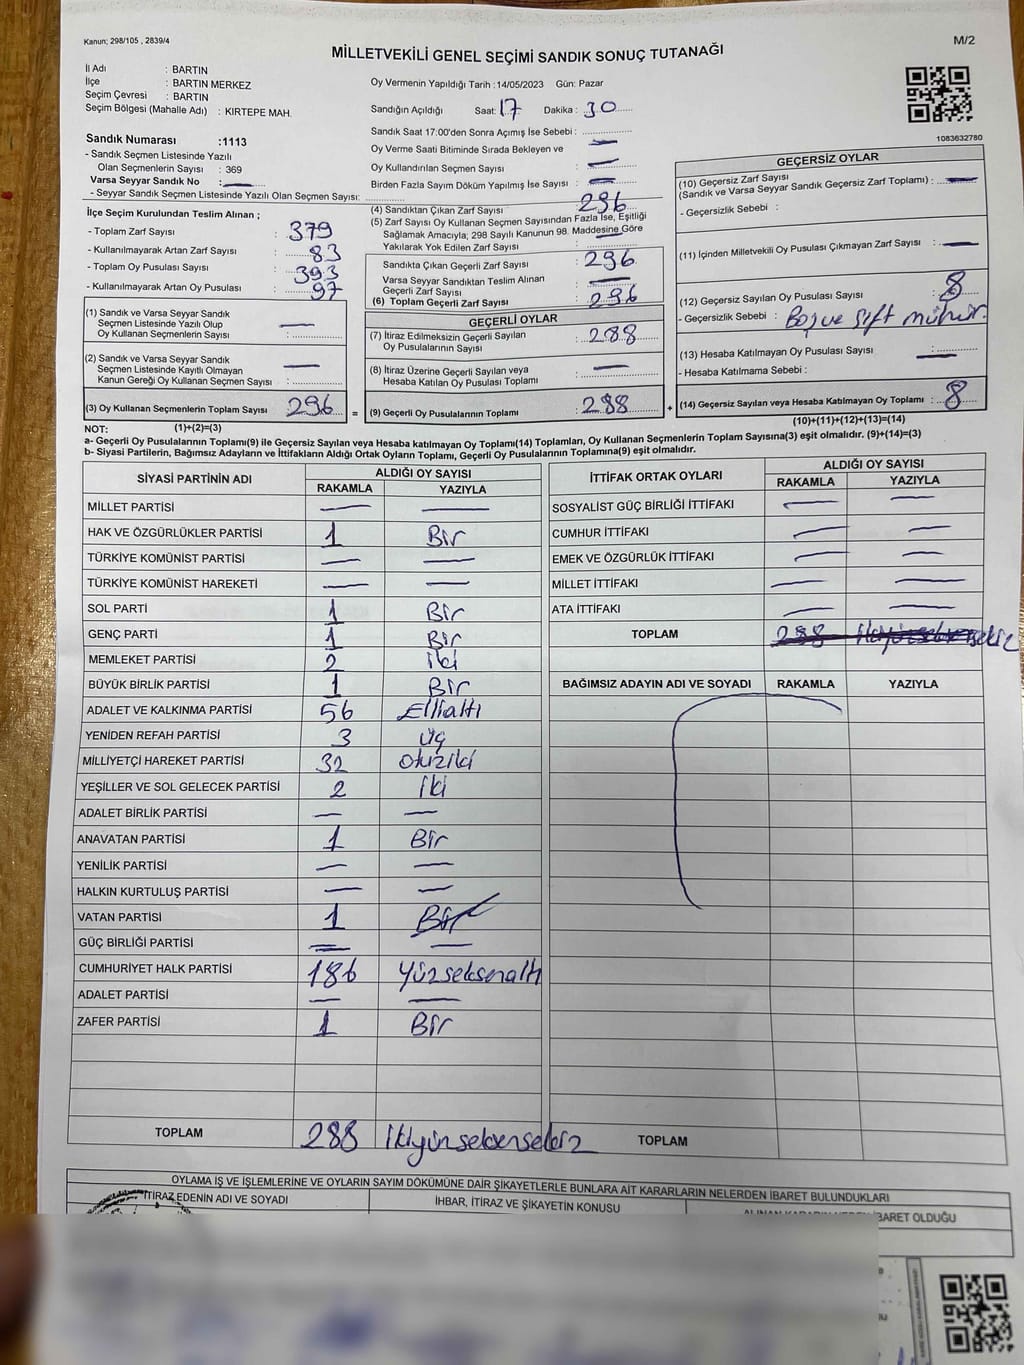 Kanun; 298/105 , 2839/4
M/2
MİLLETVEKİLİ GENEL SEÇİMİ SANDIK SONUÇ TUTANAĞI
İl Adı : BARTIN
İlçe : BARTIN MERKEZ
Seçim Çevresi : BARTIN
Seçim Bölgesi (Mahalle Adı) : KIRTEPE MAH.
Sandık Numarası :1113
- Sandık Seçmen Listesinde Yazılı
Olan Seçmenlerin Sayısı : 369
Varsa Seyyar Sandık No :
- Seyyar Sandık Seçmen Listesinde Yazılı Olan Seçmen Sayısı:
Oy Vermenin Yapıldığı Tarih :14/05/2023 Gün: Pazar
Sandığın Açıldığı Saat: 17 Dakika : 30
Sandık Saat 17:00'den Sonra Açımış İse Sebebi :
Oy Verme Saati Bitiminde Sırada Bekleyen ve
Oy Kullandırılan Seçmen Sayısı :
Birden Fazla Sayım Döküm Yapılmış İse Sayısı :
1083632780
İlçe Seçim Kurulundan Teslim Alınan ;
- Toplam Zarf Sayısı : 379
- Kullanılmayarak Artan Zarf Sayısı : 83
- Toplam Oy Pusulası Sayısı : 393
- Kullanılmayarak Artan Oy Pusulası : 97
(4) Sandıktan Çıkan Zarf Sayısı : 296
(5) Zarf Sayısı Oy Kullanan Seçmen Sayısından Fazla İse, Eşitliği
Sağlamak Amacıyla; 298 Sayılı Kanunun 98. Maddesine Göre
Yakılarak Yok Edilen Zarf Sayısı :
Sandıkta Çıkan Geçerli Zarf Sayısı : 296
Varsa Seyyar Sandıktan Teslim Alınan
Geçerli Zarf Sayısı :
(6) Toplam Geçerli Zarf Sayısı : 296
GEÇERSİZ OYLAR
(10) Geçersiz Zarf Sayısı
(Sandık ve Varsa Seyyar Sandık Geçersiz Zarf Toplamı) :
- Geçersizlik Sebebi :
(11) İçinden Milletvekili Oy Pusulası Çıkmayan Zarf Sayısı :
(12) Geçersiz Sayılan Oy Pusulası Sayısı : 8
- Geçersizlik Sebebi : Boş ve Şift mühür.
(13) Hesaba Katılmayan Oy Pusulası Sayısı :
- Hesaba Katılmama Sebebi :
(14) Geçersiz Sayılan veya Hesaba Katılmayan Oy Toplamı : 8
(10)+(11)+(12)+(13)=(14)
(1) Sandık ve Varsa Seyyar Sandık
Seçmen Listesinde Yazılı Olup
Oy Kullanan Seçmenlerin Sayısı :
(2) Sandık ve Varsa Seyyar Sandık
Seçmen Listesinde Kayıtlı Olmayan
Kanun Gereği Oy Kullanan Seçmen Sayısı :
(3) Oy Kullanan Seçmenlerin Toplam Sayısı : 296 =
(1)+(2)=(3)
GEÇERLİ OYLAR
(7) İtiraz Edilmeksizin Geçerli Sayılan
Oy Pusulalarının Sayısı : 288
(8) İtiraz Üzerine Geçerli Sayılan veya
Hesaba Katılan Oy Pusulası Toplamı :
(9) Geçerli Oy Pusulalarının Toplamı : 288 +
NOT:
a- Geçerli Oy Pusulalarının Toplamı(9) ile Geçersiz Sayılan veya Hesaba katılmayan Oy Toplamı(14) Toplamları, Oy Kullanan Seçmenlerin Toplam Sayısına(3) eşit olmalıdır. (9)+(14)=(3)
b- Siyasi Partilerin, Bağımsız Adayların ve İttifakların Aldığı Ortak Oyların Toplamı, Geçerli Oy Pusulalarının Toplamına(9) eşit olmalıdır.
SİYASİ PARTİNİN ADI ALDIĞI OY SAYISI
RAKAMLA YAZIYLA
MİLLET PARTİSİ
HAK VE ÖZGÜRLÜKLER PARTİSİ 1 Bir
TÜRKİYE KOMÜNİST PARTİSİ
TÜRKİYE KOMÜNİST HAREKETİ
SOL PARTİ 1 Bir
GENÇ PARTİ 1 Bir
MEMLEKET PARTİSİ 2 iki
BÜYÜK BİRLİK PARTİSİ 1 Bir
ADALET VE KALKINMA PARTİSİ 56 Ellialtı
YENİDEN REFAH PARTİSİ 3 üç
MİLLİYETÇİ HAREKET PARTİSİ 32 otuziki
YEŞİLLER VE SOL GELECEK PARTİSİ 2 İki
ADALET BİRLİK PARTİSİ
ANAVATAN PARTİSİ 1 Bir
YENİLİK PARTİSİ
HALKIN KURTULUŞ PARTİSİ
VATAN PARTİSİ 1 Bir
GÜÇ BİRLİĞİ PARTİSİ
CUMHURİYET HALK PARTİSİ 186 Yüzseksenaltı
ADALET PARTİSİ
ZAFER PARTİSİ 1 Bir
TOPLAM 288 İkiyüzseksensekiz
İTTİFAK ORTAK OYLARI ALDIĞI OY SAYISI
RAKAMLA YAZIYLA
SOSYALİST GÜÇ BİRLİĞİ İTTİFAKI
CUMHUR İTTİFAKI
EMEK VE ÖZGÜRLÜK İTTİFAKI
MİLLET İTTİFAKI
ATA İTTİFAKI
TOPLAM 288 ikiyüzseksensekiz
BAĞIMSIZ ADAYIN ADI VE SOYADI RAKAMLA YAZIYLA
TOPLAM
OYLAMA İŞ VE İŞLEMLERİNE VE OYLARIN SAYIM DÖKÜMÜNE DAİR ŞİKAYETLERLE BUNLARA AİT KARARLARIN NELERDEN İBARET BULUNDUKLARI
İTİRAZ EDENİN ADI VE SOYADI İHBAR, İTİRAZ VE ŞİKAYETİN KONUSU İBARET OLDUĞU